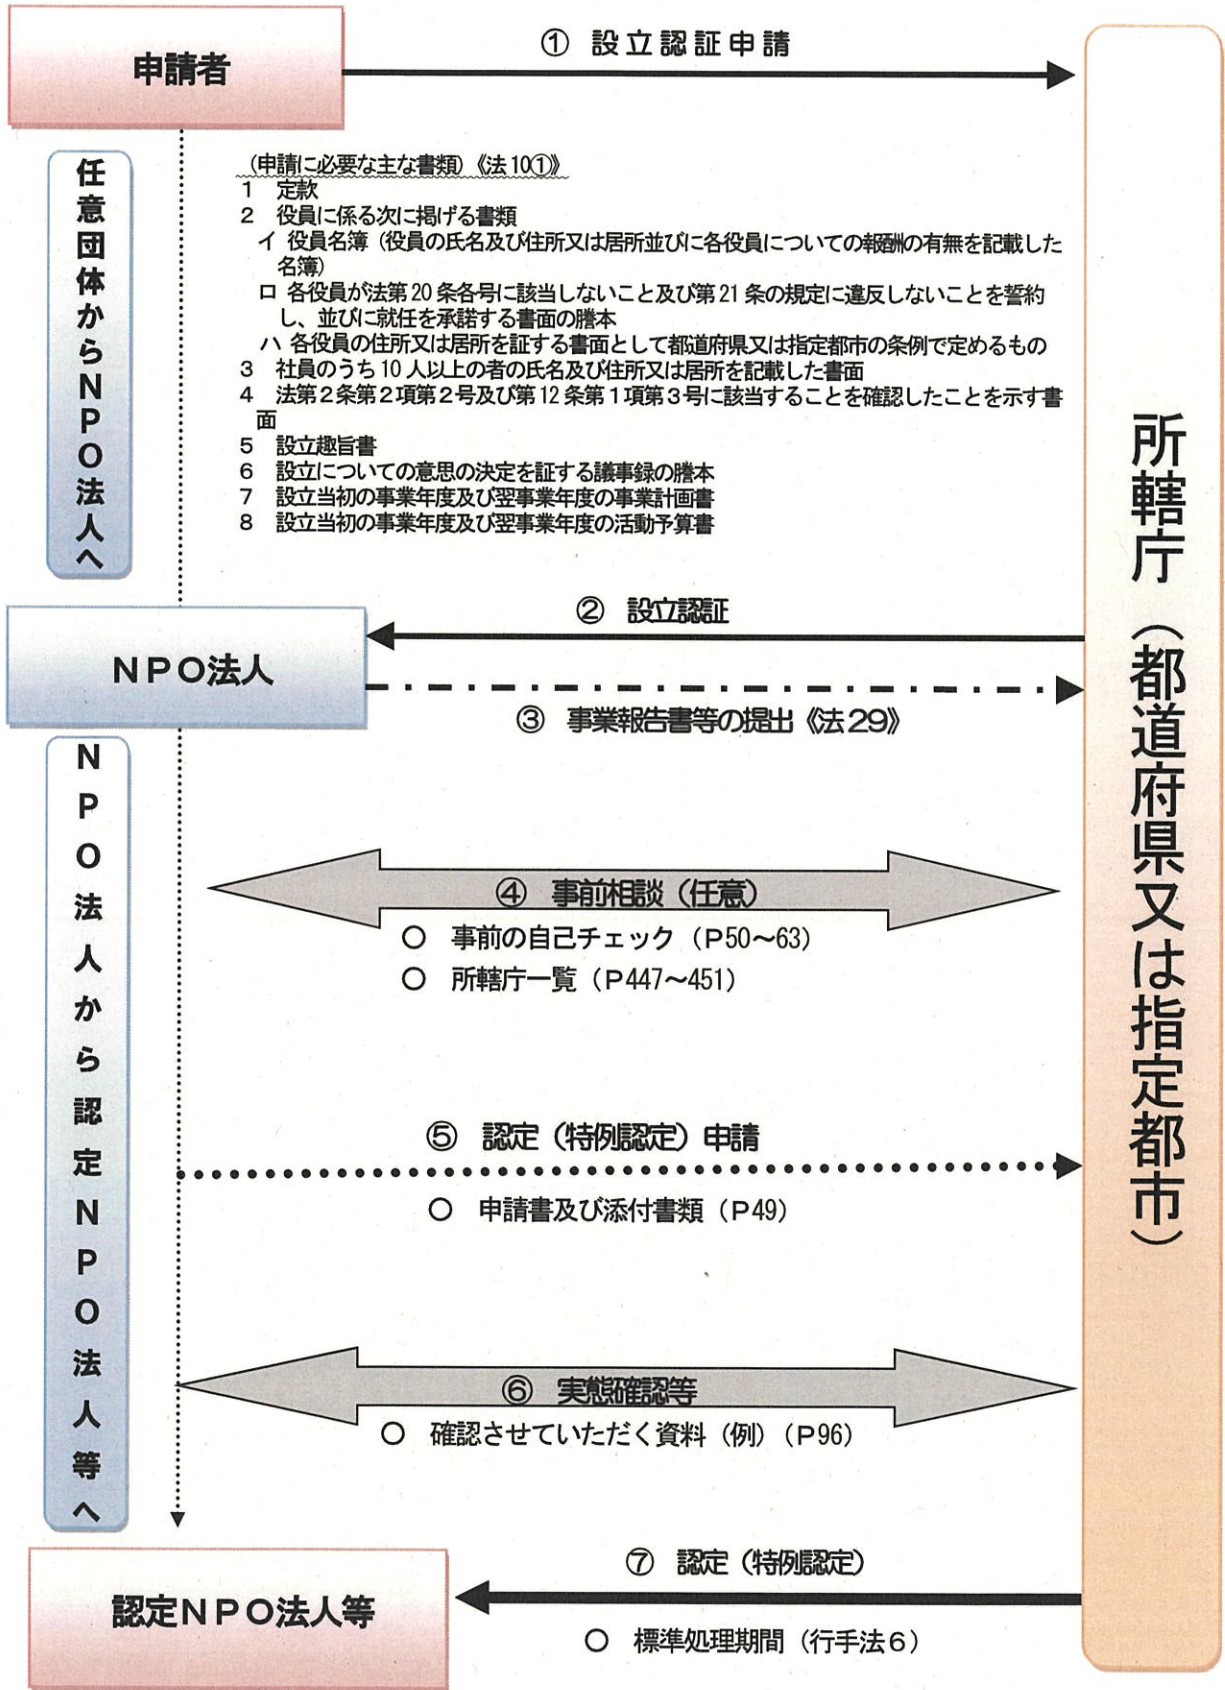 申請者
① 設立認証申請
任意団体からNPO法人へ
(申請に必要な主な書類)《法10①》
1 定款
2 役員に係る次に掲げる書類
イ 役員名簿(役員の氏名及び住所又は居所並びに各役員についての報酬の有無を記載した
名簿)
ロ 各役員が法第20条各号に該当しないこと及び第21条の規定に違反しないことを誓約
し、並びに就任を承諾する書面の謄本
ハ 各役員の住所又は居所を証する書面として都道府県又は指定都市の条例で定めるもの
3 社員のうち10人以上の者の氏名及び住所又は居所を記載した書面
4 法第2条第2項第2号及び第12条第1項第3号に該当することを確認したことを示す書
面
5 設立趣旨書
6 設立についての意思の決定を証する議事録の謄本
7 設立当初の事業年度及び翌事業年度の事業計画書
8 設立当初の事業年度及び翌事業年度の活動予算書
② 設立認証
NPO法人
③ 事業報告書等の提出《法29》
NPO法人から認定NPO法人等へ
④ 事前相談(任意)
○ 事前の自己チェック(P50~63)
○ 所轄庁一覧(P447~451)
⑤ 認定(特例認定)申請
○ 申請書及び添付書類(P49)
⑥ 実態確認等
○ 確認させていただく資料(例)(P96)
⑦ 認定(特例認定)
認定NPO法人等
○ 標準処理期間(行手法6)
所轄庁(都道府県又は指定都市)